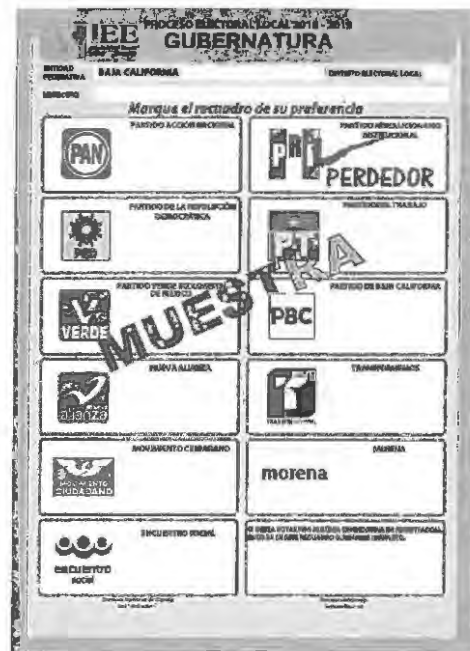 PROCESO ELECTORAL LOCAL 2018 - 2019
IEE
GUBERNATURA
ENTIDAD
FEDERATIVA
BAJA CALIFORNIA
DISTRITO ELECTORAL LOCAL
MUNICIPIO
Marque el recuadro de su preferencia
PARTIDO ACCIÓN NACIONAL
PAN
PARTIDO REVOLUCIONARIO
INSTITUCIONAL
PRI
PERDEDOR
PARTIDO DE LA REVOLUCIÓN
DEMOCRÁTICA
PRD
PARTIDO DEL TRABAJO
PT
MUESTRA
PARTIDO VERDE ECOLOGISTA
DE MÉXICO
VERDE
PARTIDO DE BAJA CALIFORNIA
PBC
NUEVA ALIANZA
alianza
TRANSFORMEMOS
MOVIMIENTO CIUDADANO
MOVIMIENTO
CIUDADANO
MORENA
morena
ENCUENTRO SOCIAL
encuentro
social